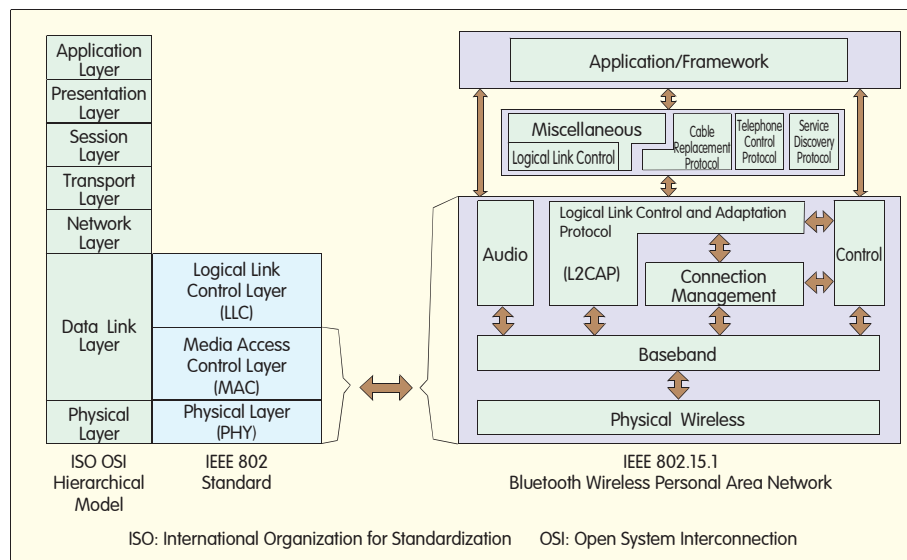 Application
Layer
Presentation
Layer
Session
Layer
Transport
Layer
Network
Layer
Data Link
Layer
Physical
Layer
ISO OSI
Hierarchical
Model
Logical Link
Control Layer
(LLC)
Media Access
Control Layer
(MAC)
Physical Layer
(PHY)
IEEE 802
Standard
Application/Framework
Miscellaneous
Logical Link Control
Cable
Replacement
Protocol
Telephone
Control
Protocol
Service
Discovery
Protocol
Audio
Logical Link Control and Adaptation
Protocol
(L2CAP)
Connection
Management
Control
Baseband
Physical Wireless
IEEE 802.15.1
Bluetooth Wireless Personal Area Network
ISO: International Organization for Standardization OSI: Open System Interconnection